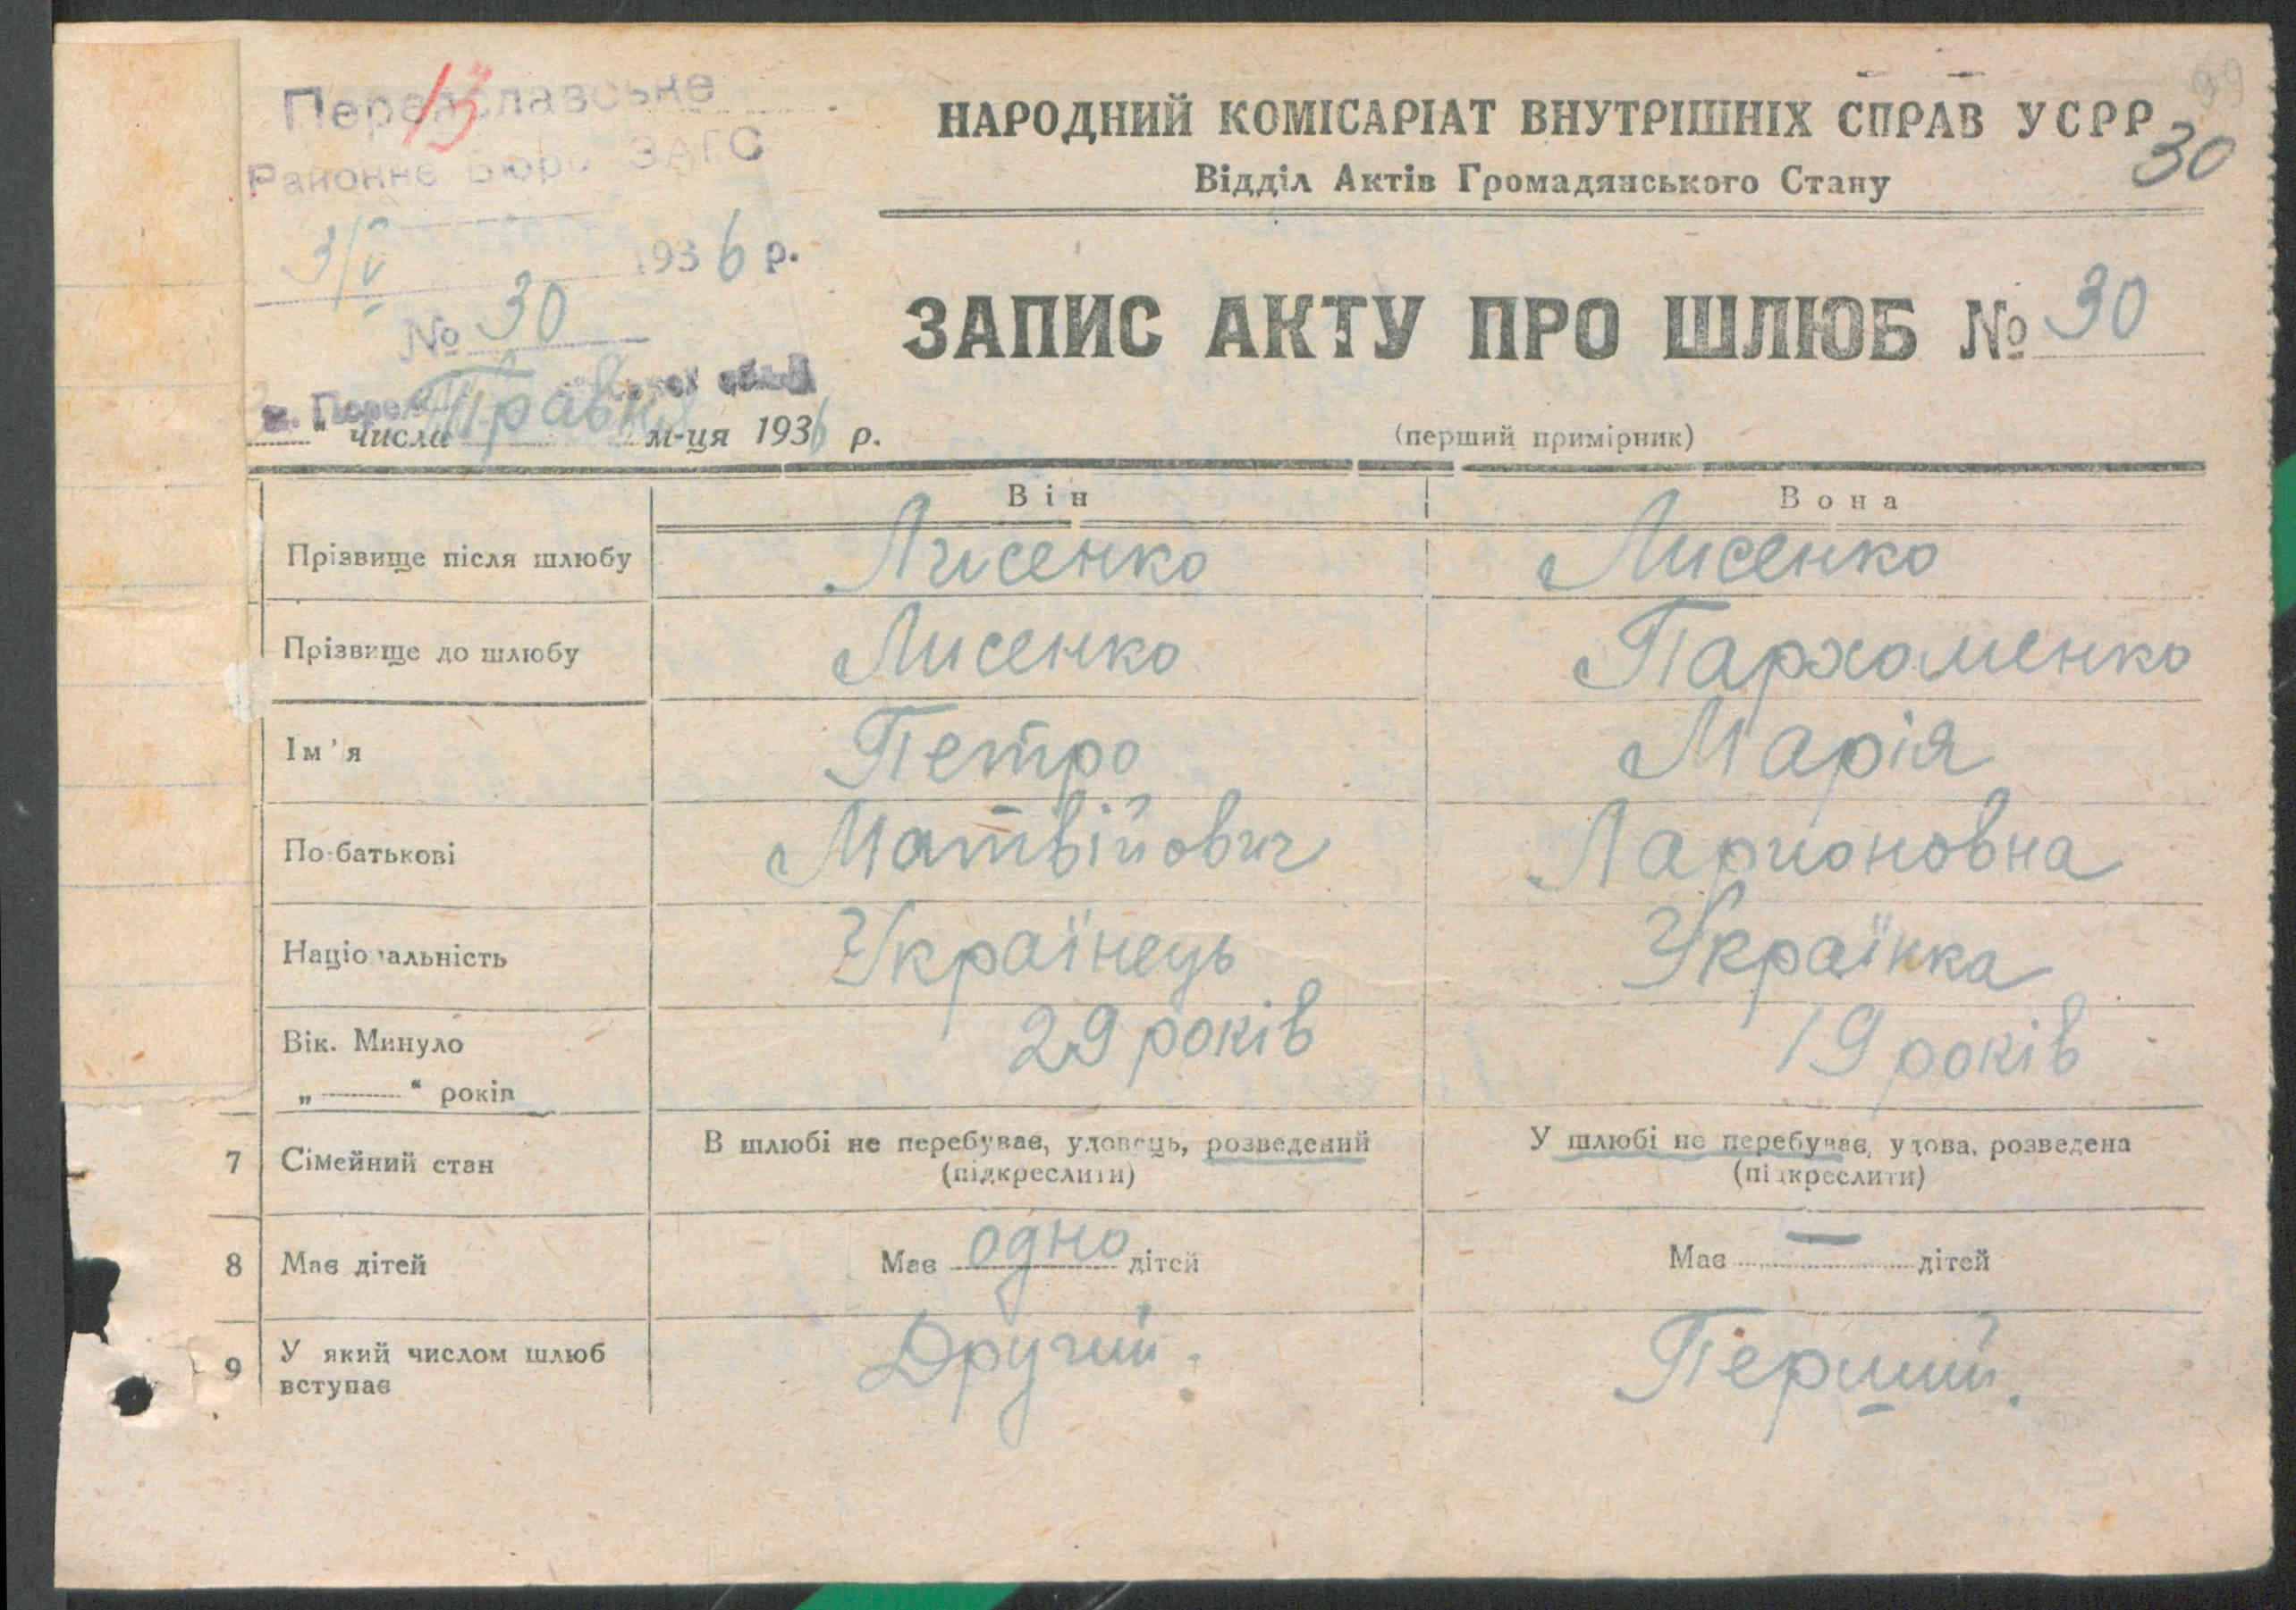 13
99
Переяславське
Районне Бюро ЗАГС
3/V 1936 р.
№ 30
м. Переяслав
" числа Травня м-ця 1936 р.
НАРОДНИЙ КОМІСАРІАТ ВНУТРІШНІХ СПРАВ УСРР
30
Відділ Актів Громадянського Стану
ЗАПИС АКТУ ПРО ШЛЮБ № 30
(перший примірник)
Він Вона
Прізвище після шлюбу Лисенко Лисенко
Прізвище до шлюбу Лисенко Пархоменко
Ім'я Петро Марія
По-батькові Матвійович Ларионовна
Національність Українець Українка
Вік. Минуло 29 років 19 років
„ “ років
7 Сімейний стан В шлюбі не перебуває, удовець, розведений У шлюбі не перебуває, удова, розведена
(підкреслити) (підкреслити)
8 Має дітей Має одно дітей Має — дітей
9 У який числом шлюб Другий. Перший.
вступає